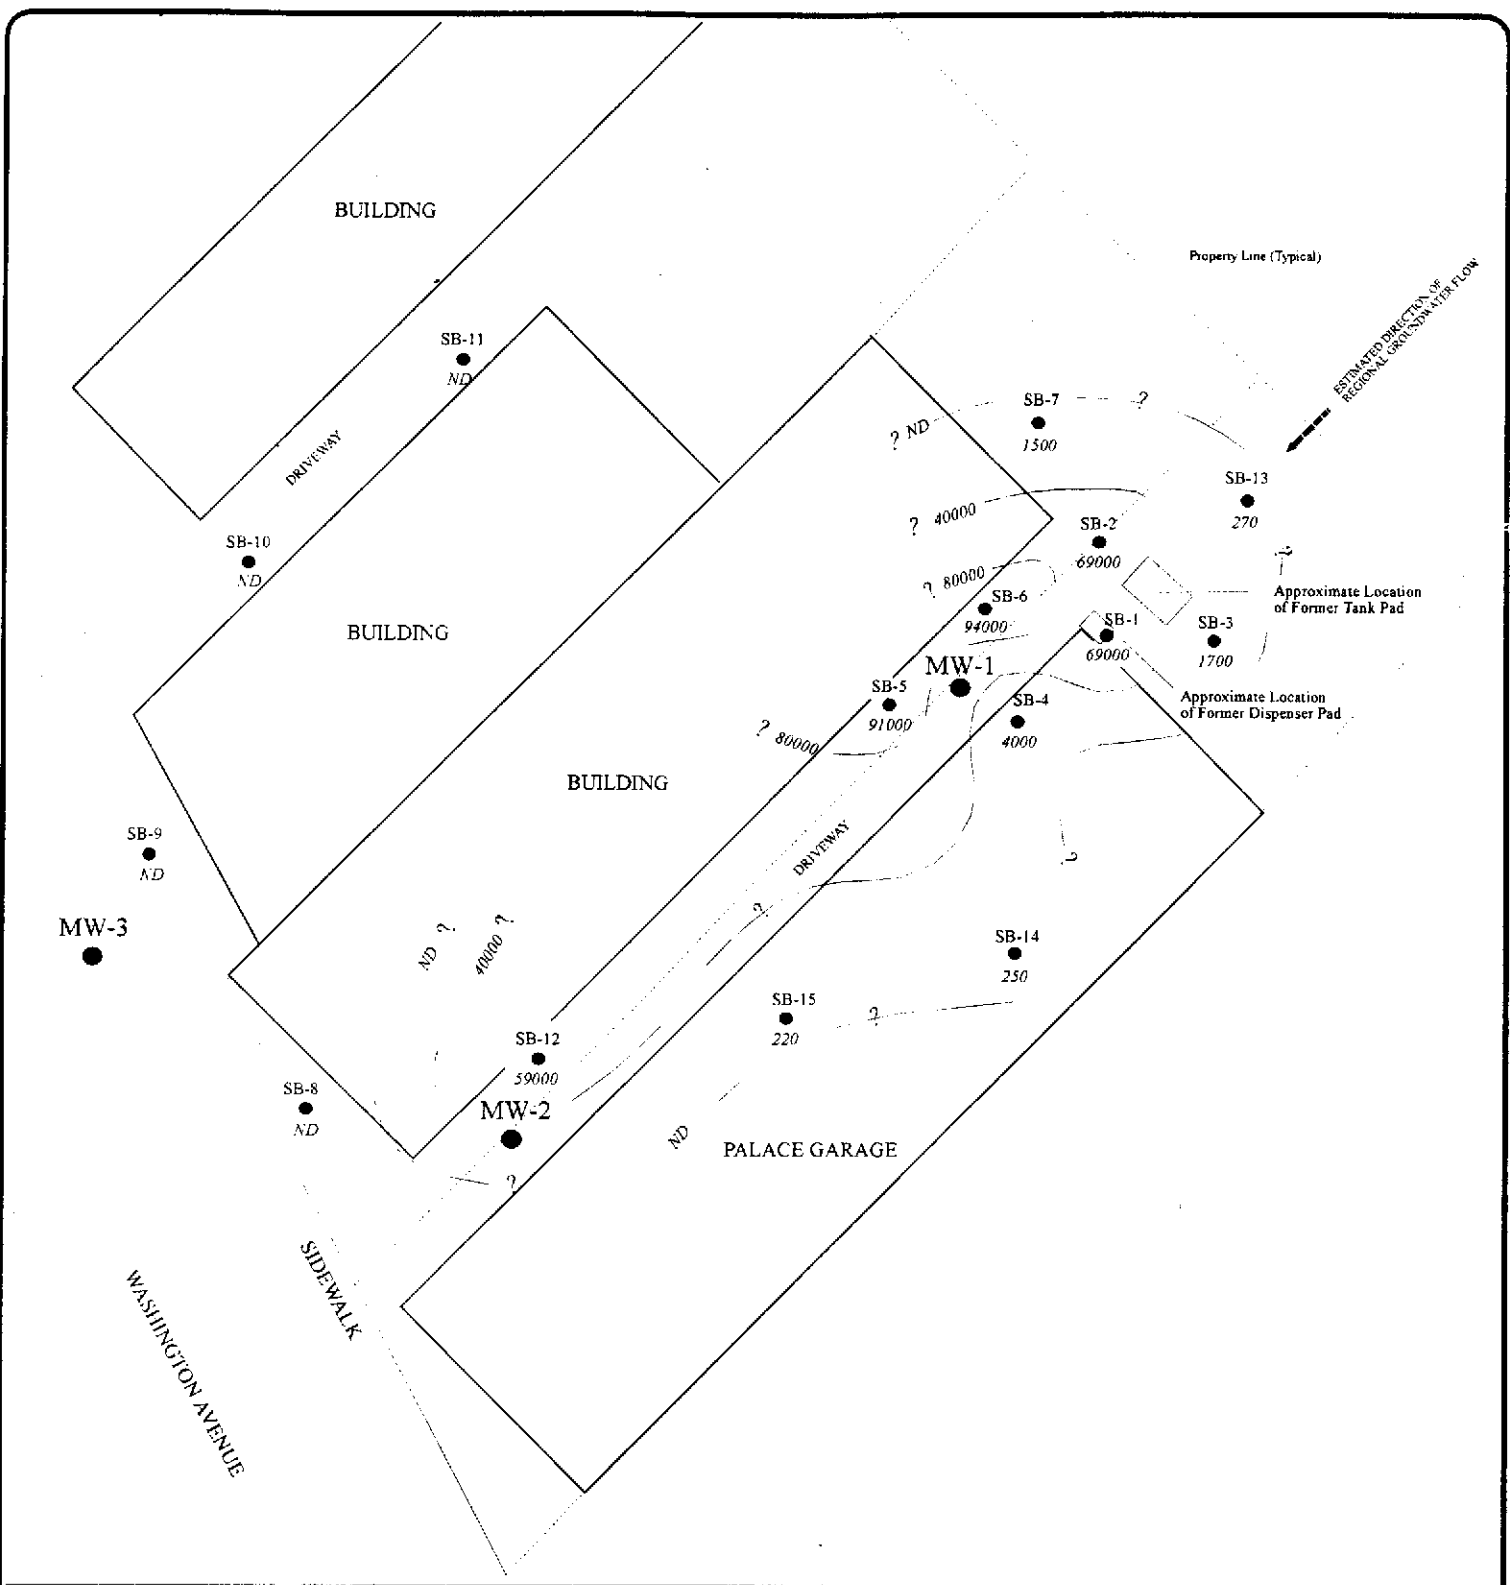 BUILDING
Property Line (Typical)
ESTIMATED DIRECTION OF
REGIONAL GROUNDWATER FLOW
SB-11
ND
DRIVEWAY
SB-7
1500
? ND
?
SB-13
270
? 40000
SB-2
69000
SB-10
ND
?
? 80000
SB-6
94000
Approximate Location
of Former Tank Pad
BUILDING
SB-1
69000
SB-3
1700
MW-1
SB-5
91000
SB-4
4000
Approximate Location
of Former Dispenser Pad
? 80000
BUILDING
SB-9
ND
DRIVEWAY
?
MW-3
ND ?
40000 ?
?
SB-14
250
SB-15
220
?
SB-12
59000
SB-8
ND
MW-2
ND
PALACE GARAGE
?
SIDEWALK
WASHINGTON AVENUE